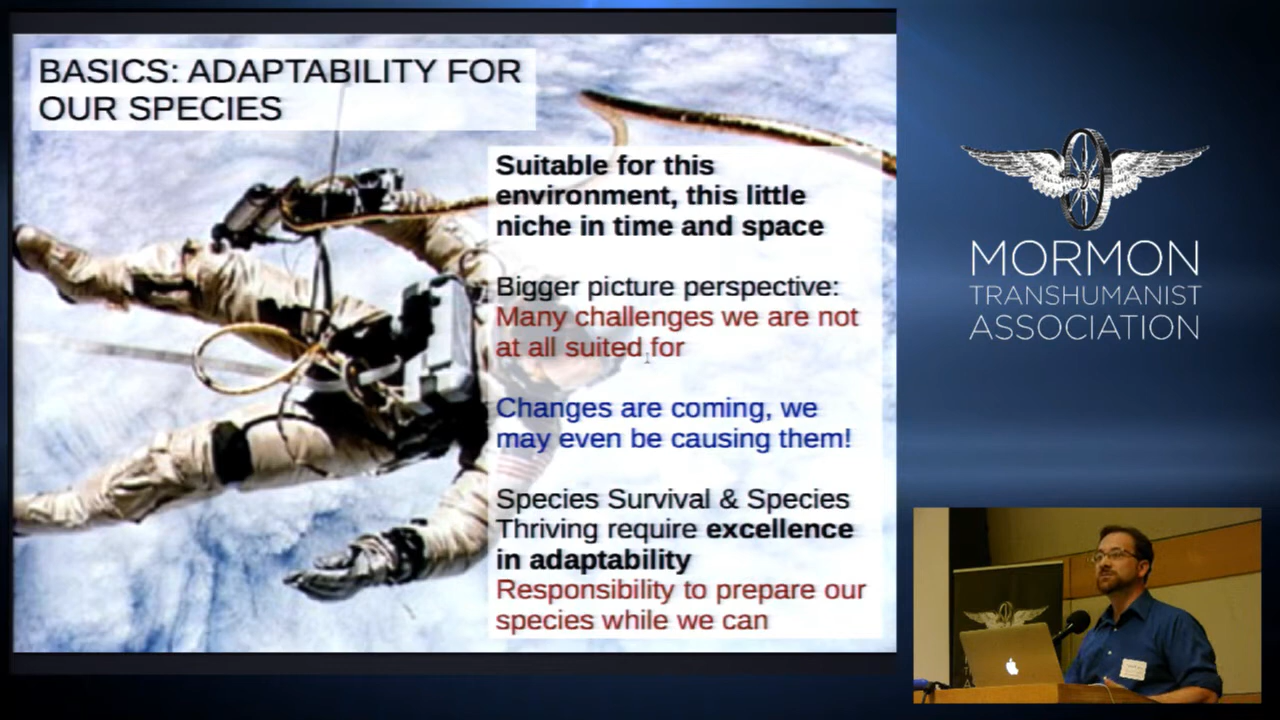 BASICS: ADAPTABILITY FOR
OUR SPECIES
Suitable for this
environment, this little
niche in time and space
Bigger picture perspective:
Many challenges we are not
at all suited for
Changes are coming, we
may even be causing them!
Species Survival & Species
Thriving require excellence
in adaptability
Responsibility to prepare our
species while we can
MORMON
TRANSHUMANIST
ASSOCIATION